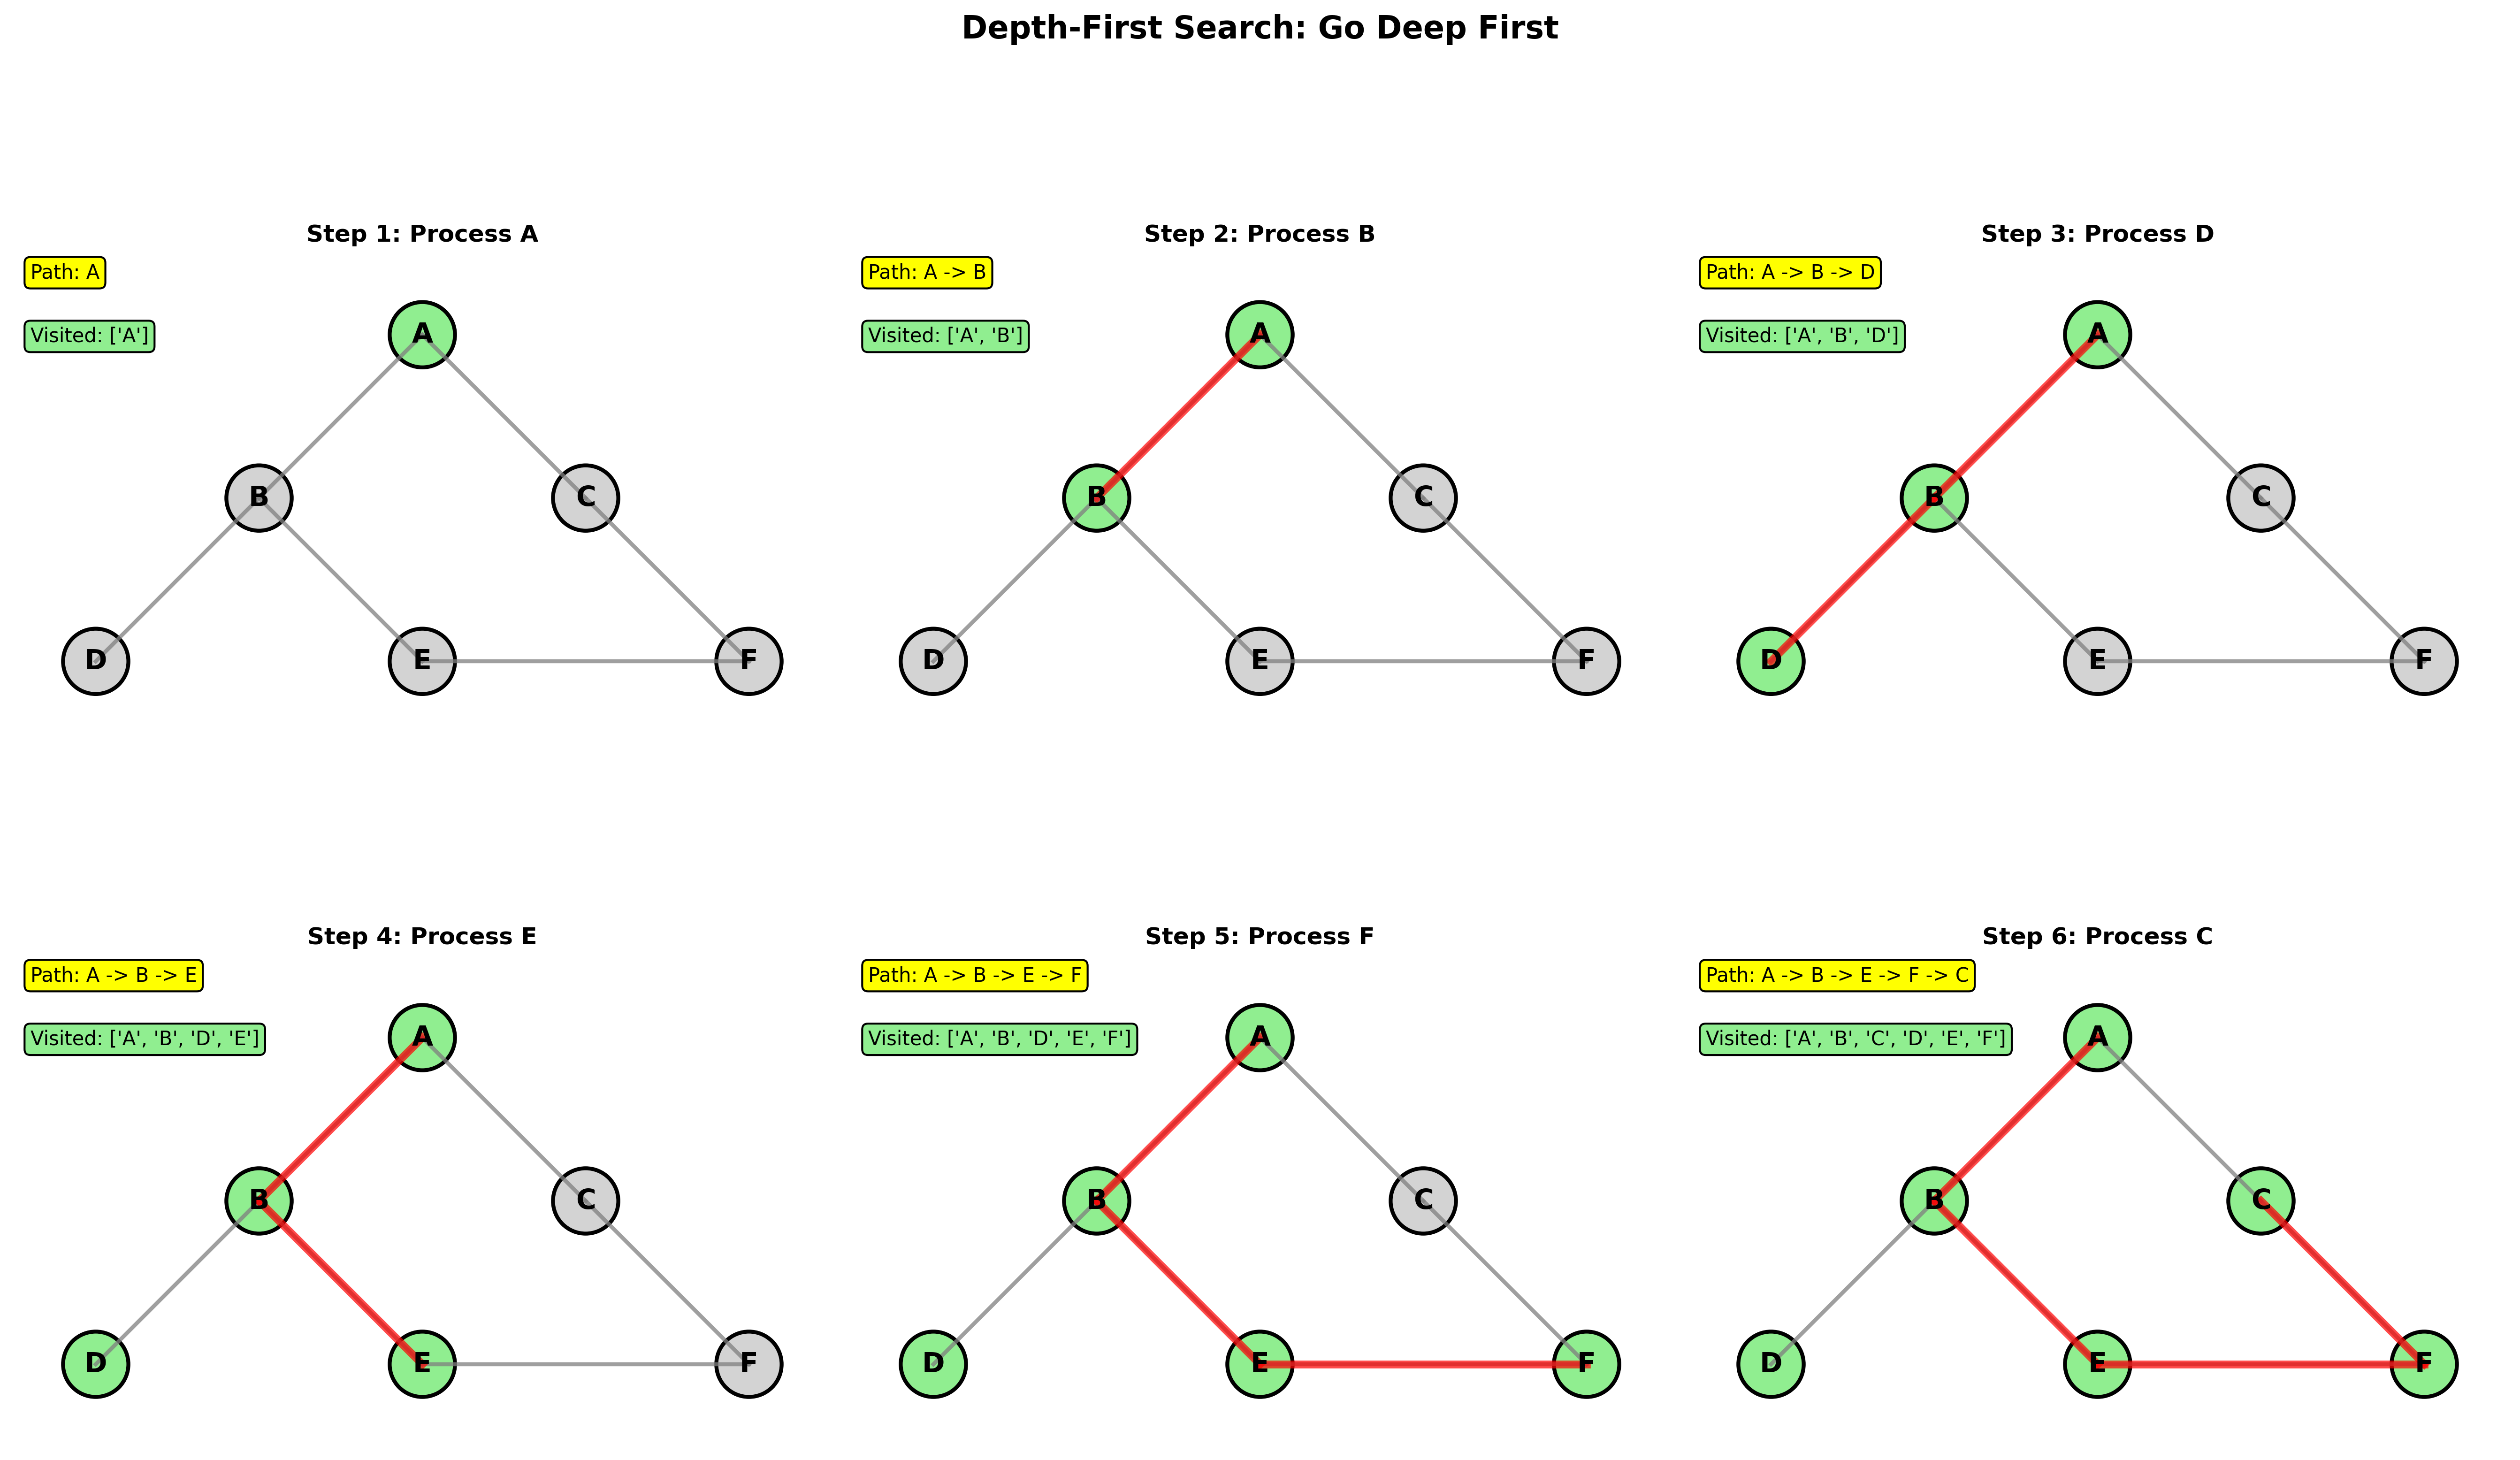 Depth-First Search: Go Deep First
Step 1: Process A
Path: A
Visited: ['A']
A
B
C
D
E
F
Step 2: Process B
Path: A -> B
Visited: ['A', 'B']
A
B
C
D
E
F
Step 3: Process D
Path: A -> B -> D
Visited: ['A', 'B', 'D']
A
B
C
D
E
F
Step 4: Process E
Path: A -> B -> E
Visited: ['A', 'B', 'D', 'E']
A
B
C
D
E
F
Step 5: Process F
Path: A -> B -> E -> F
Visited: ['A', 'B', 'D', 'E', 'F']
A
B
C
D
E
F
Step 6: Process C
Path: A -> B -> E -> F -> C
Visited: ['A', 'B', 'C', 'D', 'E', 'F']
A
B
C
D
E
F